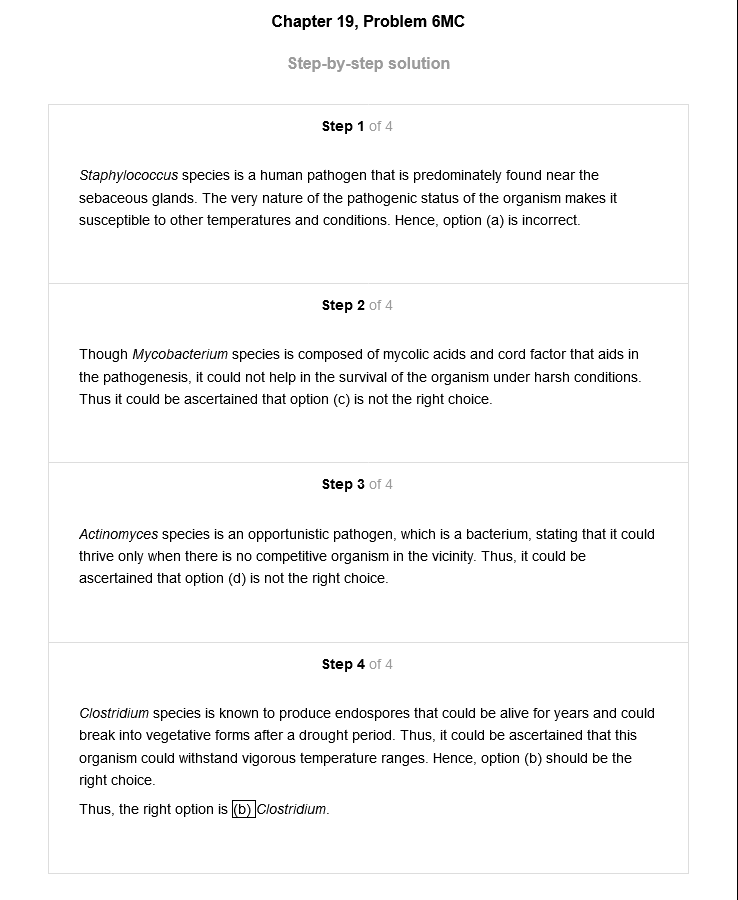 Chapter 19, Problem 6MC
Step-by-step solution
Step 1 of 4
Staphylococcus species is a human pathogen that is predominately found near the
sebaceous glands. The very nature of the pathogenic status of the organism makes it
susceptible to other temperatures and conditions. Hence, option (a) is incorrect.
Step 2 of 4
Though Mycobacterium species is composed of mycolic acids and cord factor that aids in
the pathogenesis, it could not help in the survival of the organism under harsh conditions.
Thus it could be ascertained that option (c) is not the right choice.
Step 3 of 4
Actinomyces species is an opportunistic pathogen, which is a bacterium, stating that it could
thrive only when there is no competitive organism in the vicinity. Thus, it could be
ascertained that option (d) is not the right choice.
Step 4 of 4
Clostridium species is known to produce endospores that could be alive for years and could
break into vegetative forms after a drought period. Thus, it could be ascertained that this
organism could withstand vigorous temperature ranges. Hence, option (b) should be the
right choice.
Thus, the right option is (b) Clostridium.